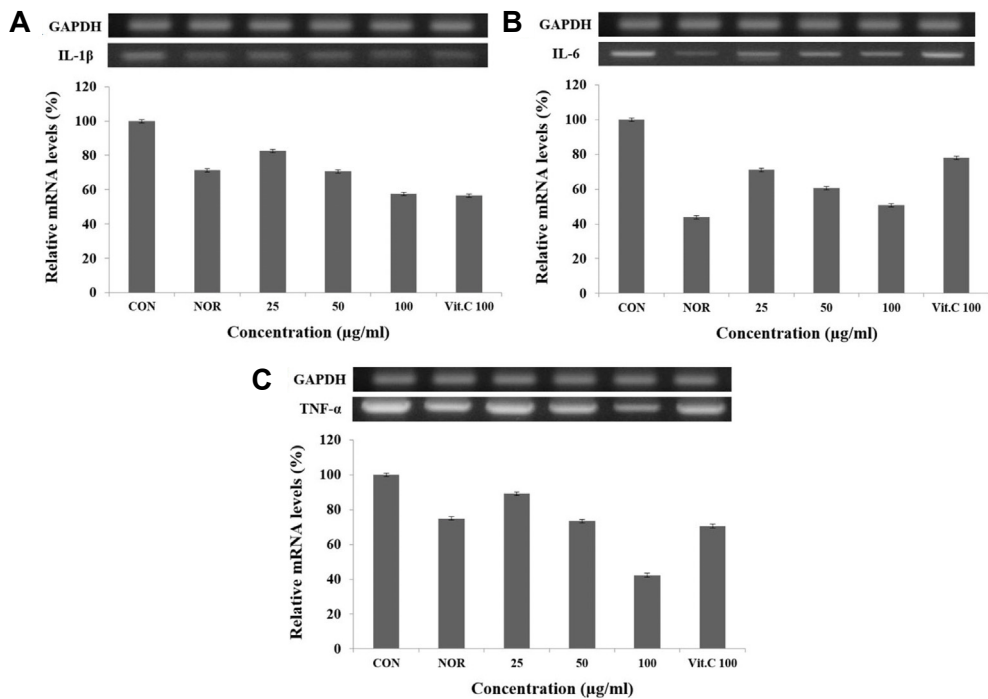 A
GAPDH
IL-1β
Relative mRNA levels (%)
120
100
80
60
40
20
0
CON NOR 25 50 100 Vit.C 100
Concentration (μg/ml)
B
GAPDH
IL-6
Relative mRNA levels (%)
120
100
80
60
40
20
0
CON NOR 25 50 100 Vit.C 100
Concentration (μg/ml)
C
GAPDH
TNF-α
Relative mRNA levels (%)
120
100
80
60
40
20
0
CON NOR 25 50 100 Vit.C 100
Concentration (μg/ml)